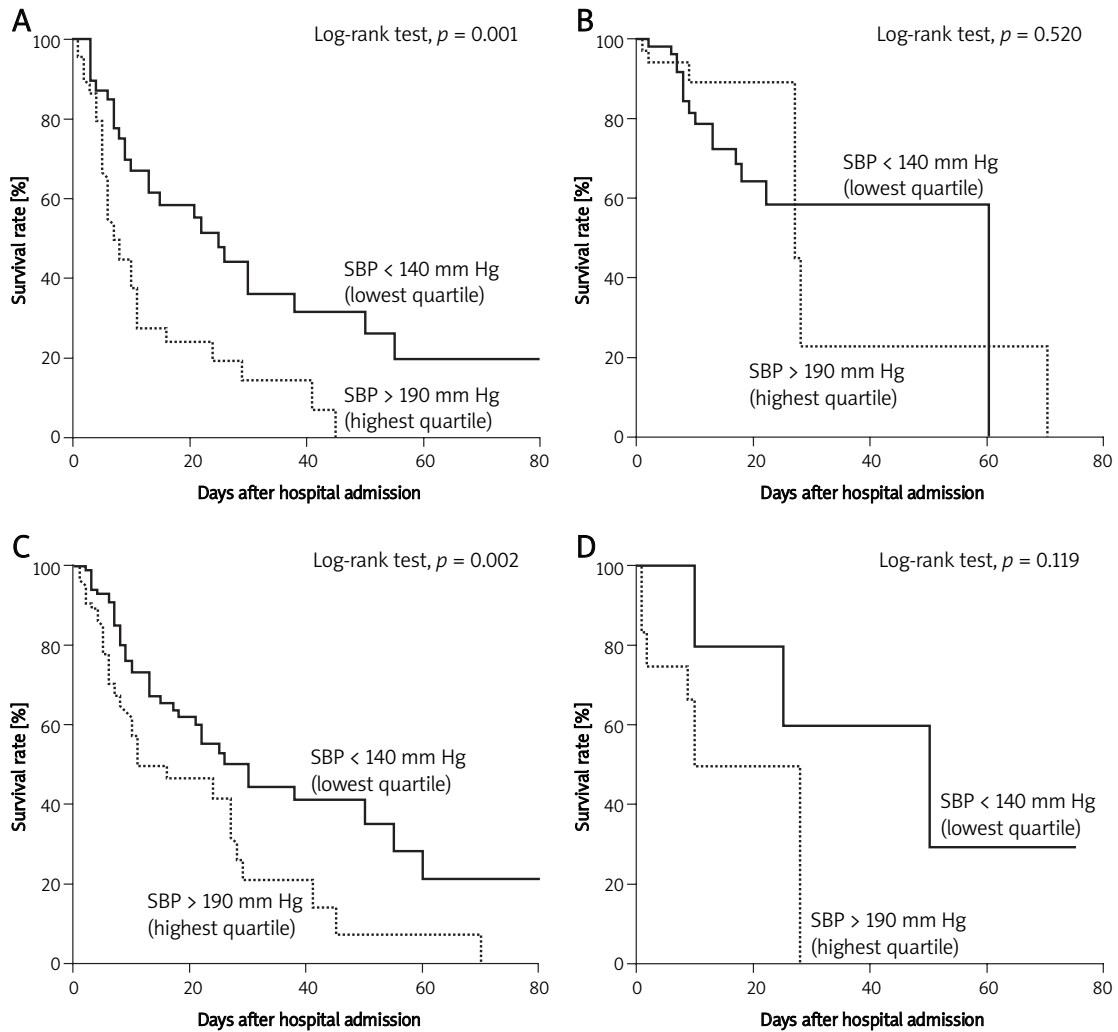 A
Log-rank test, p = 0.001
Survival rate [%]
100
80
60
40
20
0
SBP < 140 mm Hg
(lowest quartile)
SBP > 190 mm Hg
(highest quartile)
0 20 40 60 80
Days after hospital admission
B
Log-rank test, p = 0.520
Survival rate [%]
100
80
60
40
20
0
SBP < 140 mm Hg
(lowest quartile)
SBP > 190 mm Hg
(highest quartile)
0 20 40 60 80
Days after hospital admission
C
Log-rank test, p = 0.002
Survival rate [%]
100
80
60
40
20
0
SBP < 140 mm Hg
(lowest quartile)
SBP > 190 mm Hg
(highest quartile)
0 20 40 60 80
Days after hospital admission
D
Log-rank test, p = 0.119
Survival rate [%]
100
80
60
40
20
0
SBP < 140 mm Hg
(lowest quartile)
SBP > 190 mm Hg
(highest quartile)
0 20 40 60 80
Days after hospital admission